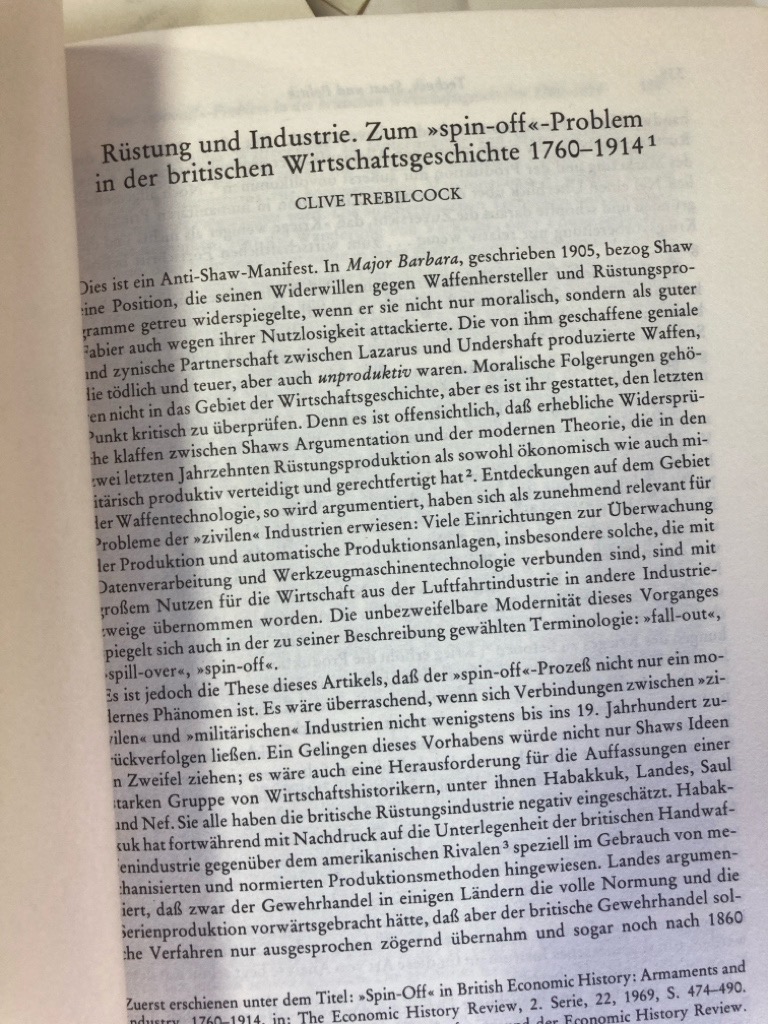 Rüstung und Industrie. Zum »spin-off«-Problem
in der britischen Wirtschaftsgeschichte 1760–1914¹
CLIVE TREBILCOCK
Dies ist ein Anti-Shaw-Manifest. In Major Barbara, geschrieben 1905, bezog Shaw
eine Position, die seinen Widerwillen gegen Waffenhersteller und Rüstungspro-
gramme getreu widerspiegelte, wenn er sie nicht nur moralisch, sondern als guter
Fabier auch wegen ihrer Nutzlosigkeit attackierte. Die von ihm geschaffene geniale
und zynische Partnerschaft zwischen Lazarus und Undershaft produzierte Waffen,
die tödlich und teuer, aber auch unproduktiv waren. Moralische Folgerungen gehö-
ren nicht in das Gebiet der Wirtschaftsgeschichte, aber es ist ihr gestattet, den letzten
Punkt kritisch zu überprüfen. Denn es ist offensichtlich, daß erhebliche Widersprü-
che klaffen zwischen Shaws Argumentation und der modernen Theorie, die in den
zwei letzten Jahrzehnten Rüstungsproduktion als sowohl ökonomisch wie auch mi-
litärisch produktiv verteidigt und gerechtfertigt hat². Entdeckungen auf dem Gebiet
der Waffentechnologie, so wird argumentiert, haben sich als zunehmend relevant für
Probleme der »zivilen« Industrien erwiesen: Viele Einrichtungen zur Überwachung
der Produktion und automatische Produktionsanlagen, insbesondere solche, die mit
Datenverarbeitung und Werkzeugmaschinentechnologie verbunden sind, sind mit
großem Nutzen für die Wirtschaft aus der Luftfahrtindustrie in andere Industrie-
zweige übernommen worden. Die unbezweifelbare Modernität dieses Vorganges
spiegelt sich auch in der zu seiner Beschreibung gewählten Terminologie: »fall-out«,
»spill-over«, »spin-off«.
Es ist jedoch die These dieses Artikels, daß der »spin-off«-Prozeß nicht nur ein mo-
dernes Phänomen ist. Es wäre überraschend, wenn sich Verbindungen zwischen »zi-
vilen« und »militärischen« Industrien nicht wenigstens bis ins 19. Jahrhundert zu-
rückverfolgen ließen. Ein Gelingen dieses Vorhabens würde nicht nur Shaws Ideen
in Zweifel ziehen; es wäre auch eine Herausforderung für die Auffassungen einer
starken Gruppe von Wirtschaftshistorikern, unter ihnen Habakkuk, Landes, Saul
und Nef. Sie alle haben die britische Rüstungsindustrie negativ eingeschätzt. Habak-
kuk hat fortwährend mit Nachdruck auf die Unterlegenheit der britischen Handwaf-
fenindustrie gegenüber dem amerikanischen Rivalen³ speziell im Gebrauch von me-
chanisierten und normierten Produktionsmethoden hingewiesen. Landes argumen-
tiert, daß zwar der Gewehrhandel in einigen Ländern die volle Normung und die
Serienproduktion vorwärtsgebracht hätte, daß aber der britische Gewehrhandel sol-
che Verfahren nur ausgesprochen zögernd übernahm und sogar noch nach 1860
Zuerst erschienen unter dem Titel: »Spin-Off« in British Economic History: Armaments and
Industry, 1760–1914, in: The Economic History Review, 2. Serie, 22, 1969, S. 474–490.
und der Economic History Review.